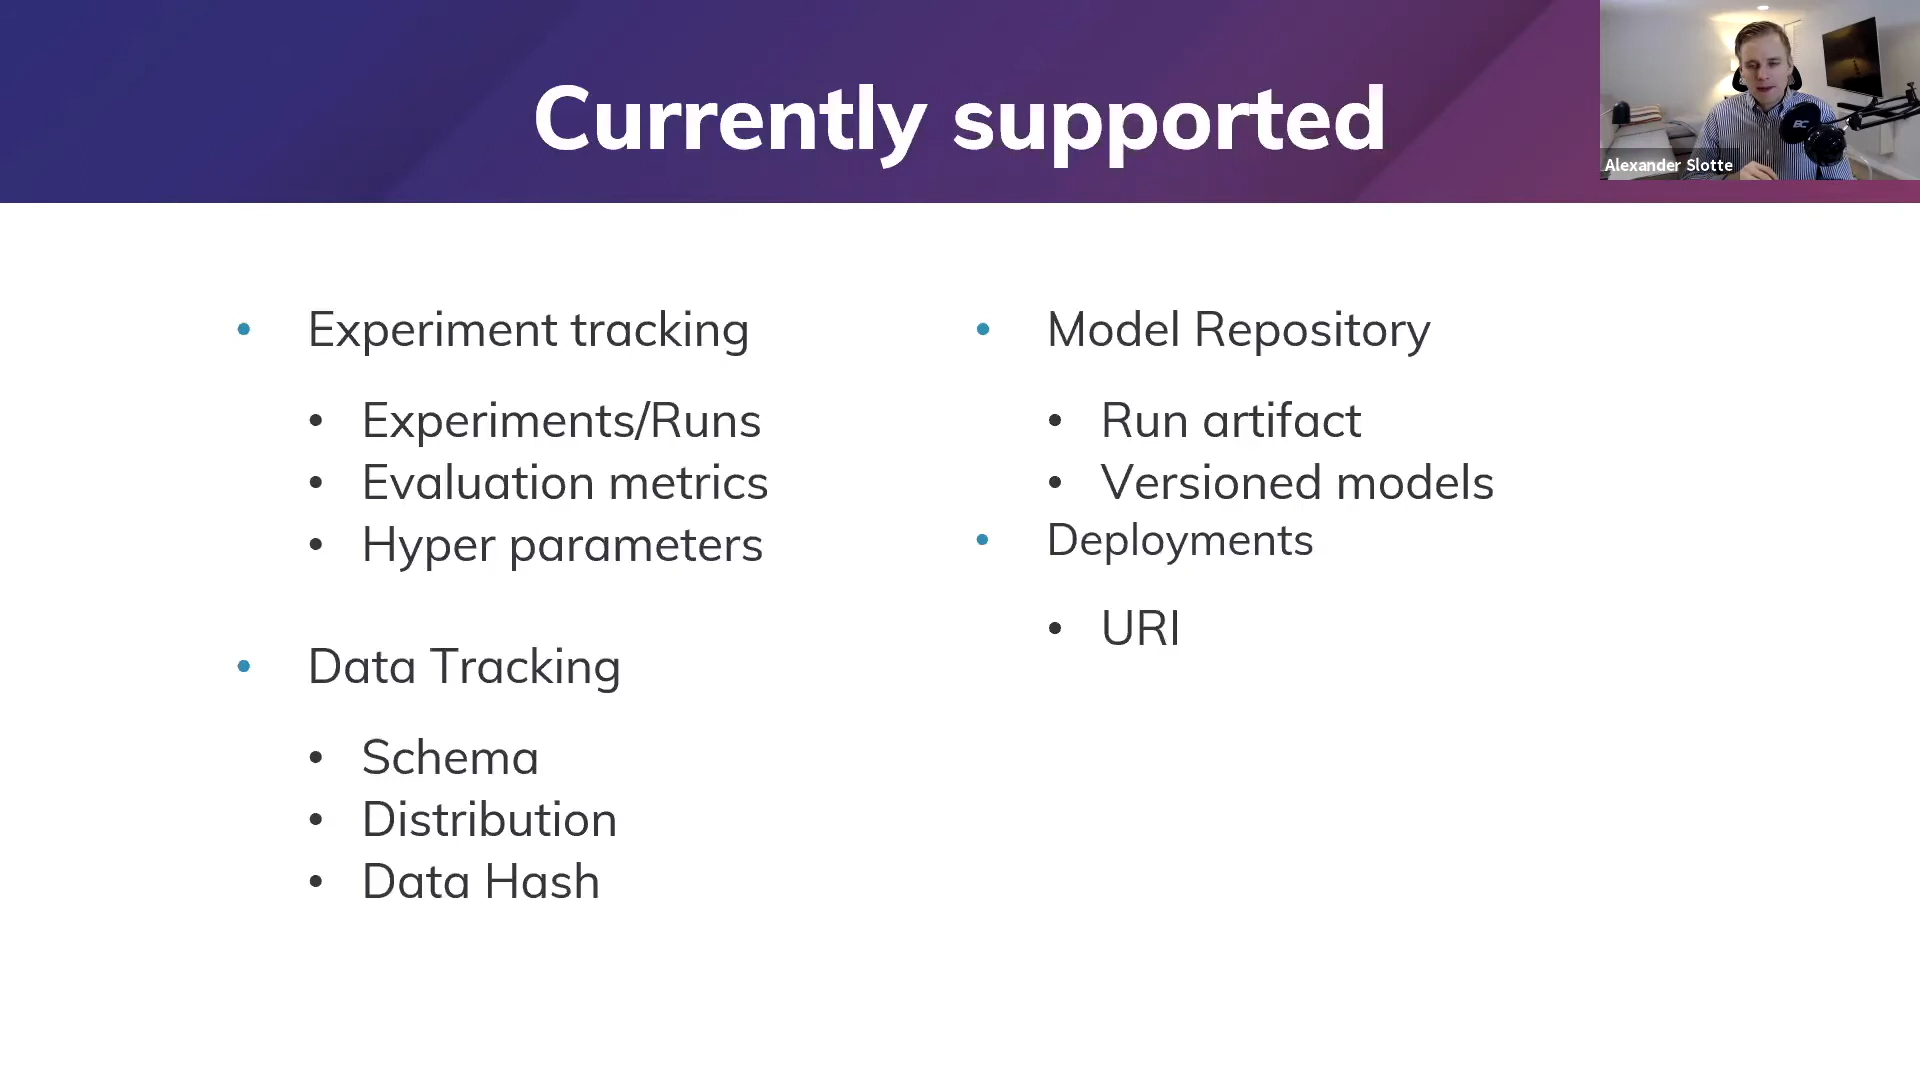 Currently supported
Alexander Slotte
Experiment tracking
Experiments/Runs
Evaluation metrics
Hyper parameters
Data Tracking
Schema
Distribution
Data Hash
Model Repository
Run artifact
Versioned models
Deployments
URI